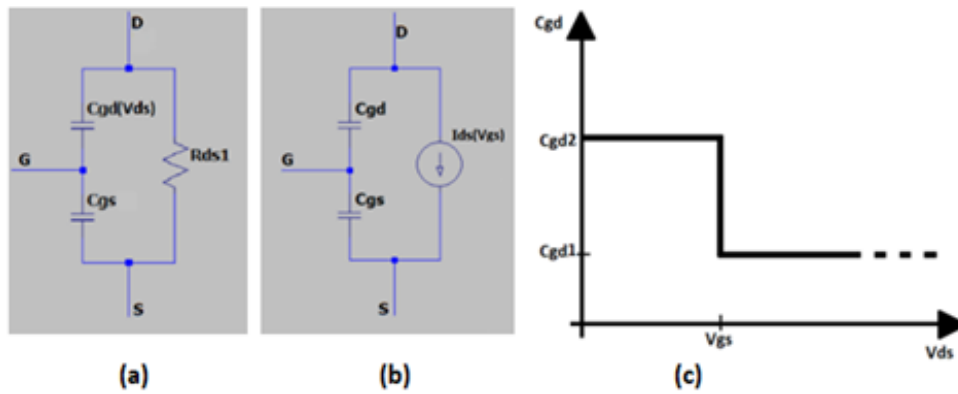 D
Cgd(Vds)
G
Rds1
Cgs
S
(a)
D
Cgd
Ids(Vgs)
G
Cgs
S
(b)
Cgd
Cgd2
Cgd1
Vgs
Vds
(c)